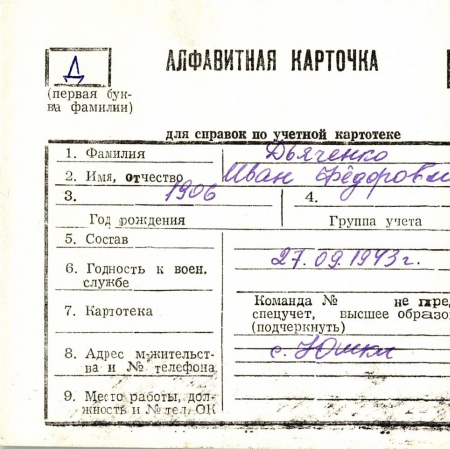 Д
АЛФАВИТНАЯ КАРТОЧКА
(первая бук-
ва фамилии)
для справок по учетной картотеке
1. Фамилия Дьяченко
2. Имя, отчество Иван Фёдорови
3. 1906 4.
Год рождения Группа учета
5. Состав
27.09.1943 г.
6. Годность к воен.
службе
Команда № не пред
7. Картотека спецучет, высшее образо
(подчеркнуть)
8. Адрес м-жительст-
ва и № телефона
с. Юшки
9. Место работы, дол-
жность и № тел. ОК